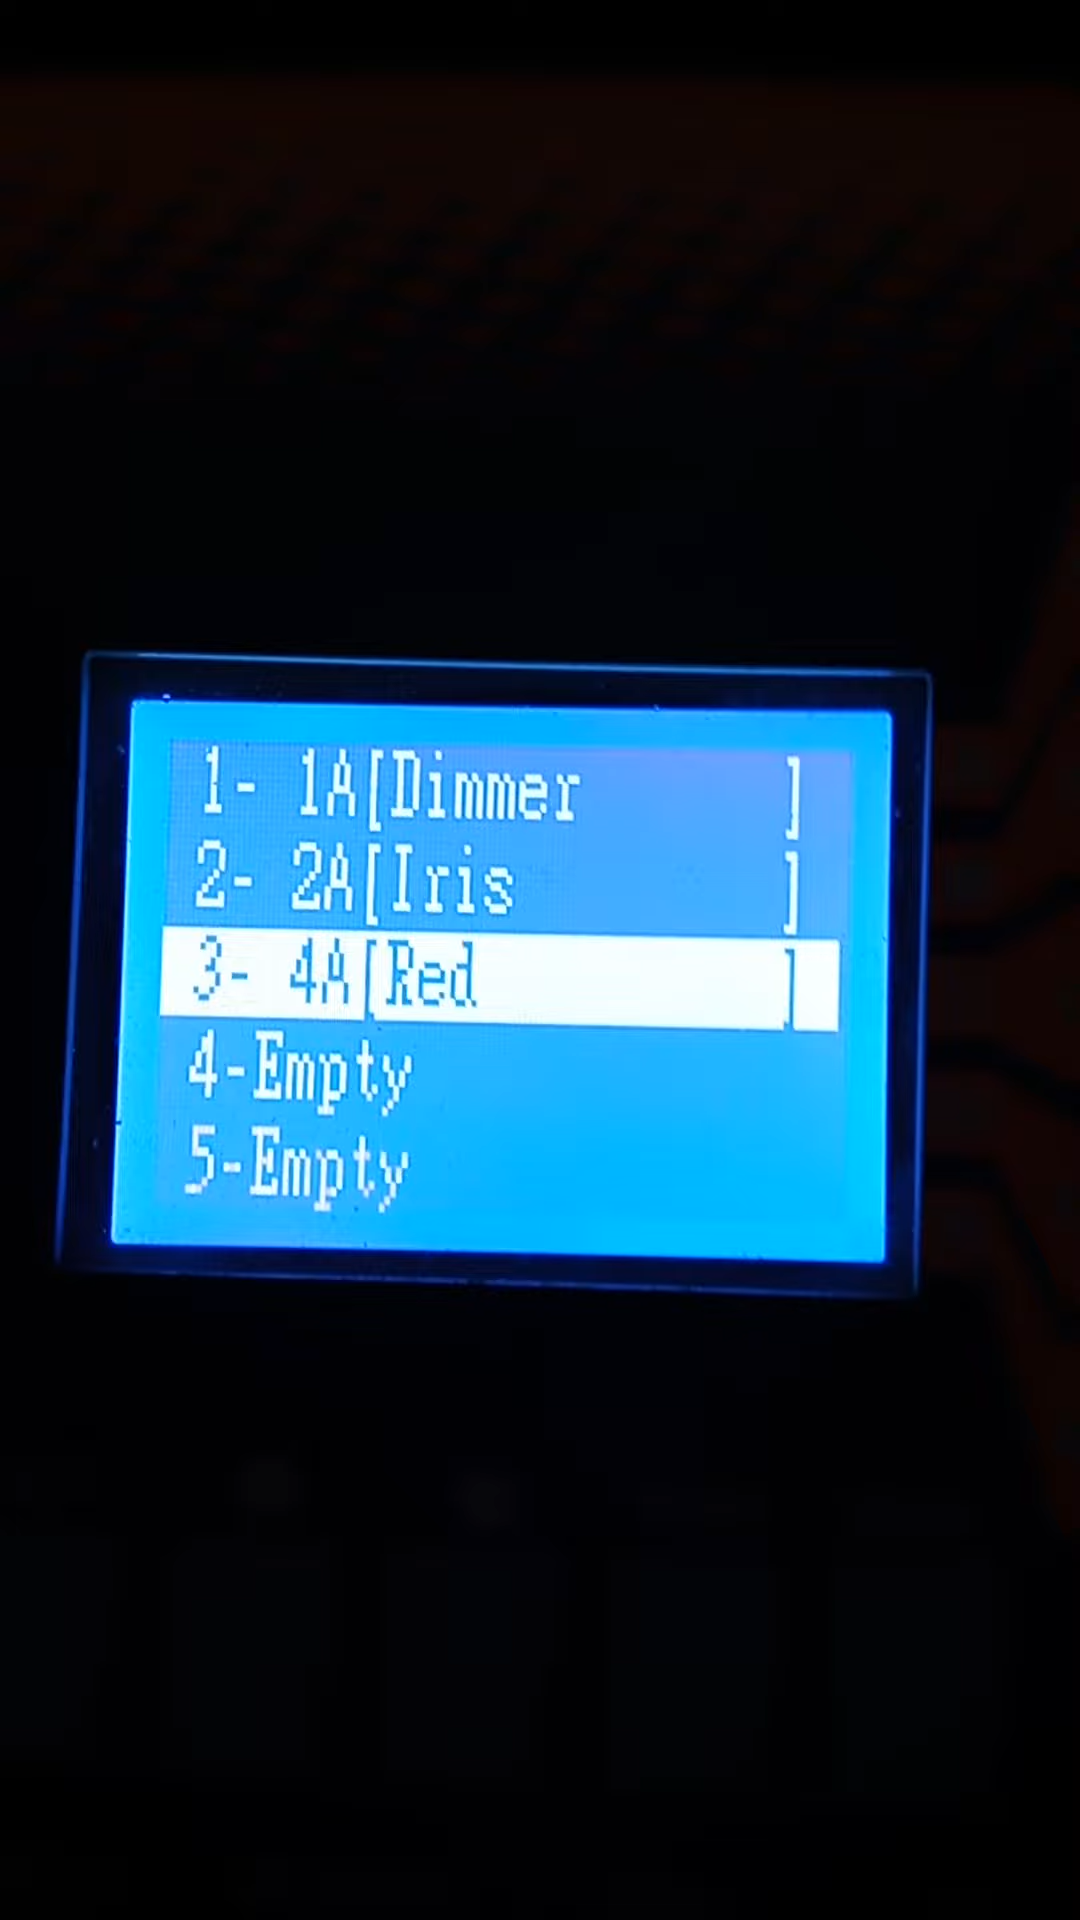 1- 1A[Dimmer ]
2- 2A[Iris ]
3- 4A[Red ]
4-Empty
5-Empty